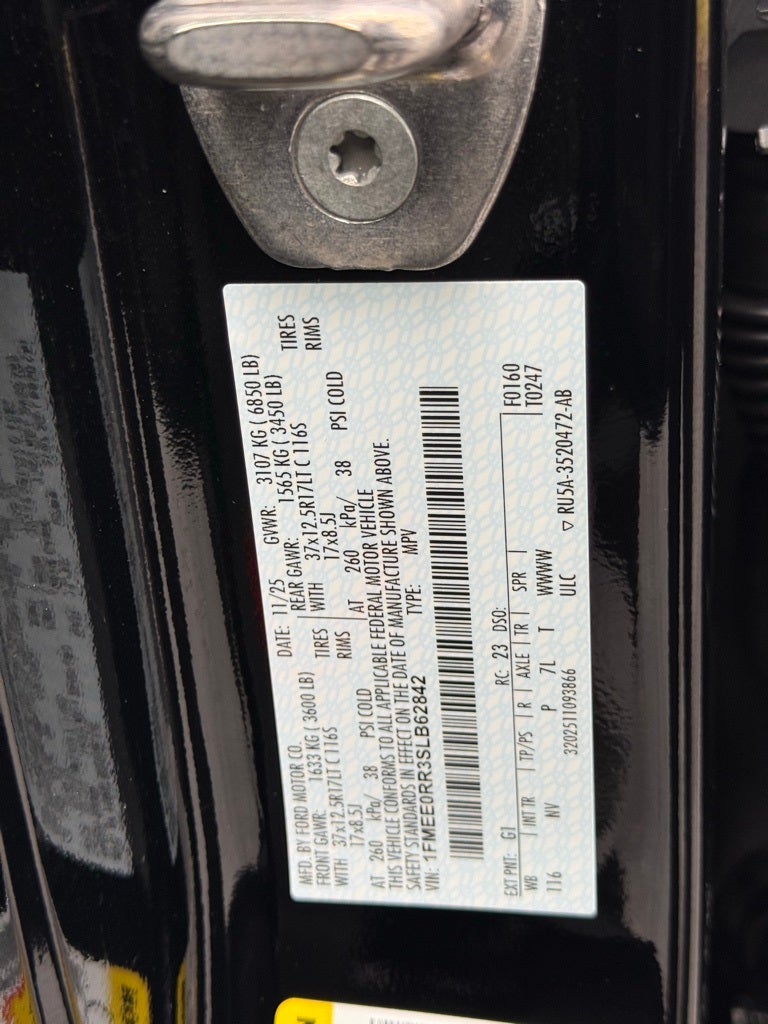 MFD. BY FORD MOTOR CO. DATE: 11/25 GVWR: 3107 KG ( 6850 LB)
FRONT GAWR: 1633 KG ( 3600 LB) REAR GAWR: 1565 KG ( 3450 LB)
WITH 37x12.5R17LT C 116S TIRES WITH 37x12.5R17LT C 116S TIRES
17x8.5J RIMS 17x8.5J RIMS
AT 260 kPa/ 38 PSI COLD AT 260 kPa/ 38 PSI COLD
THIS VEHICLE CONFORMS TO ALL APPLICABLE FEDERAL MOTOR VEHICLE
SAFETY STANDARDS IN EFFECT ON THE DATE OF MANUFACTURE SHOWN ABOVE.
VIN: 1FMEE0RR3SLB62842 TYPE: MPV
EXT PNT: G1 RC: 23 DSO: F0160
WB INT TR TP/PS R AXLE TR SPR T0247
116 NV P 7L T WWWW
3202511093866 ULC ▽ RU5A-3520472-AB